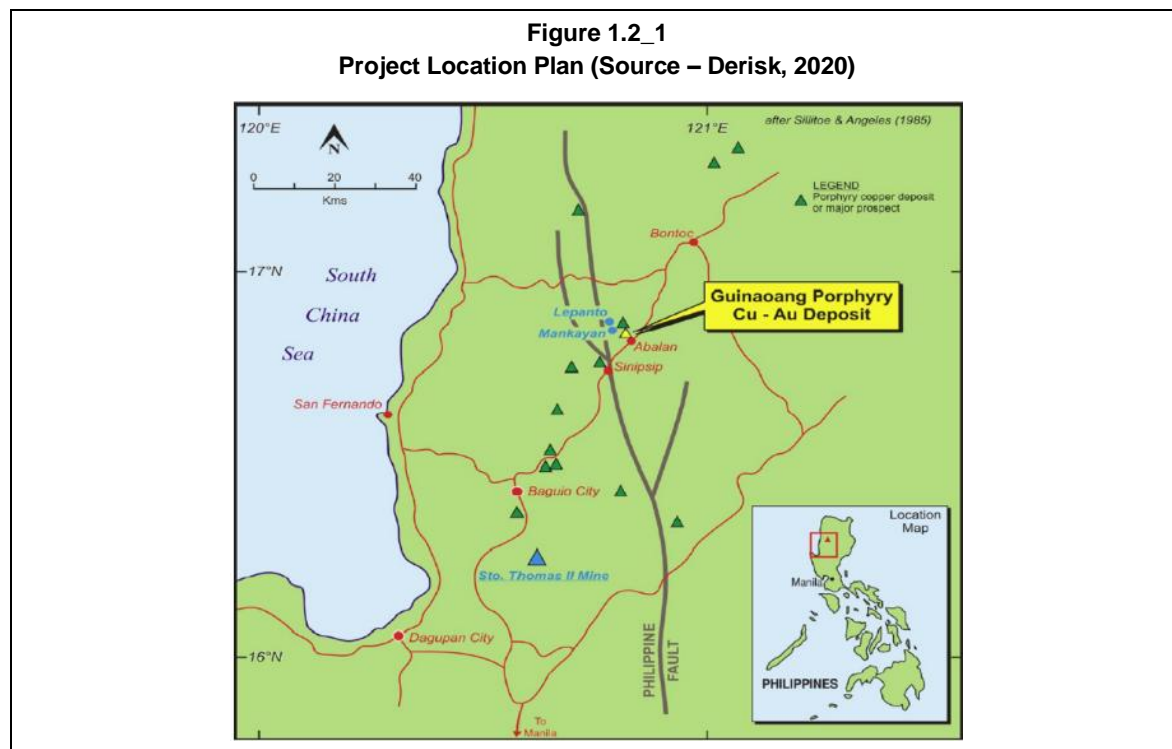 Figure 1.2_1
Project Location Plan (Source – Derisk, 2020)
120°E
121°E
after Sillitoe & Angeles (1985)
N
0 20 40
Kms
LEGEND
Porphyry copper deposit
or major prospect
Bontoc
17°N
South
China
Sea
Guinaoang Porphyry
Cu - Au Deposit
Lepanto
Mankayan
Abalan
Sinipsip
San Fernando
Baguio City
Sto. Thomas II Mine
Location
Map
Manila
PHILIPPINES
Dagupan City
PHILIPPINE
FAULT
16°N
To
Manila